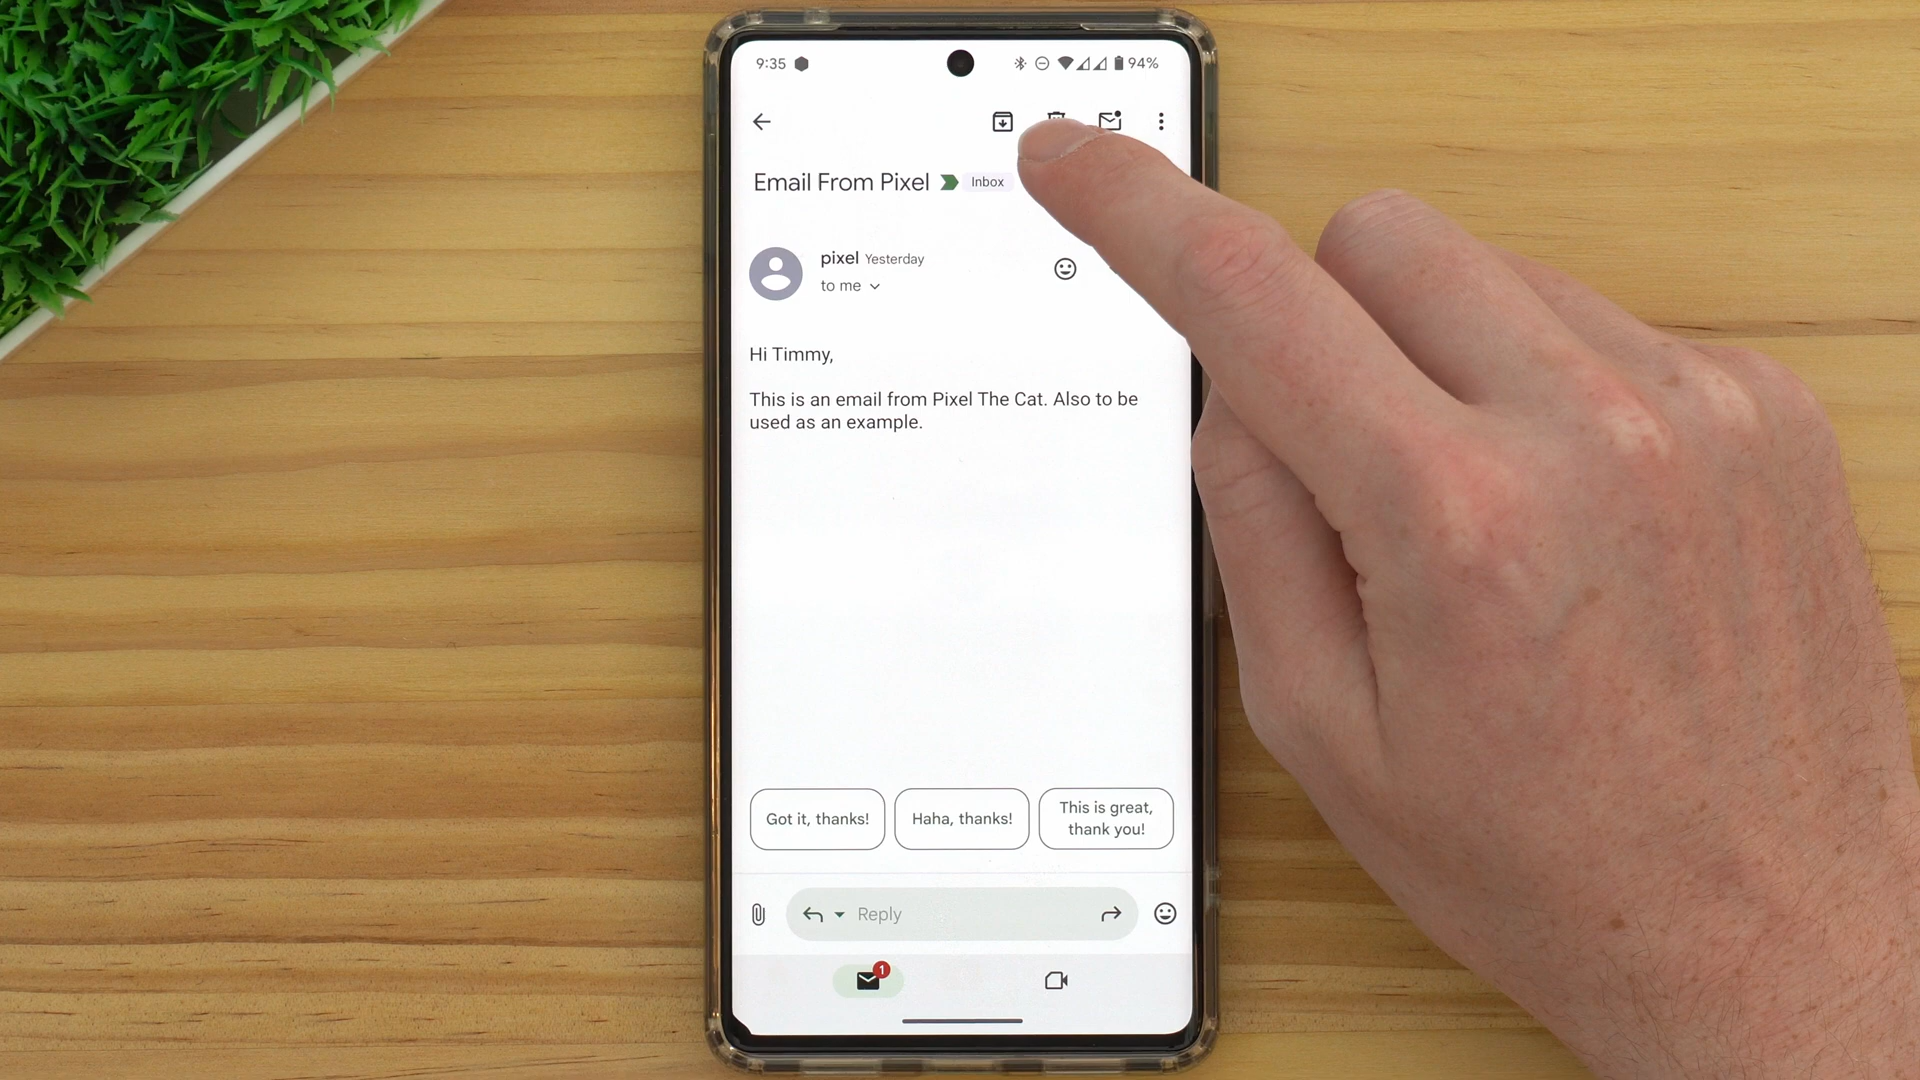 9:35 94%
Email From Pixel Inbox
pixel Yesterday
to me
Hi Timmy,
This is an email from Pixel The Cat. Also to be
used as an example.
Got it, thanks!
Haha, thanks!
This is great,
thank you!
Reply
1